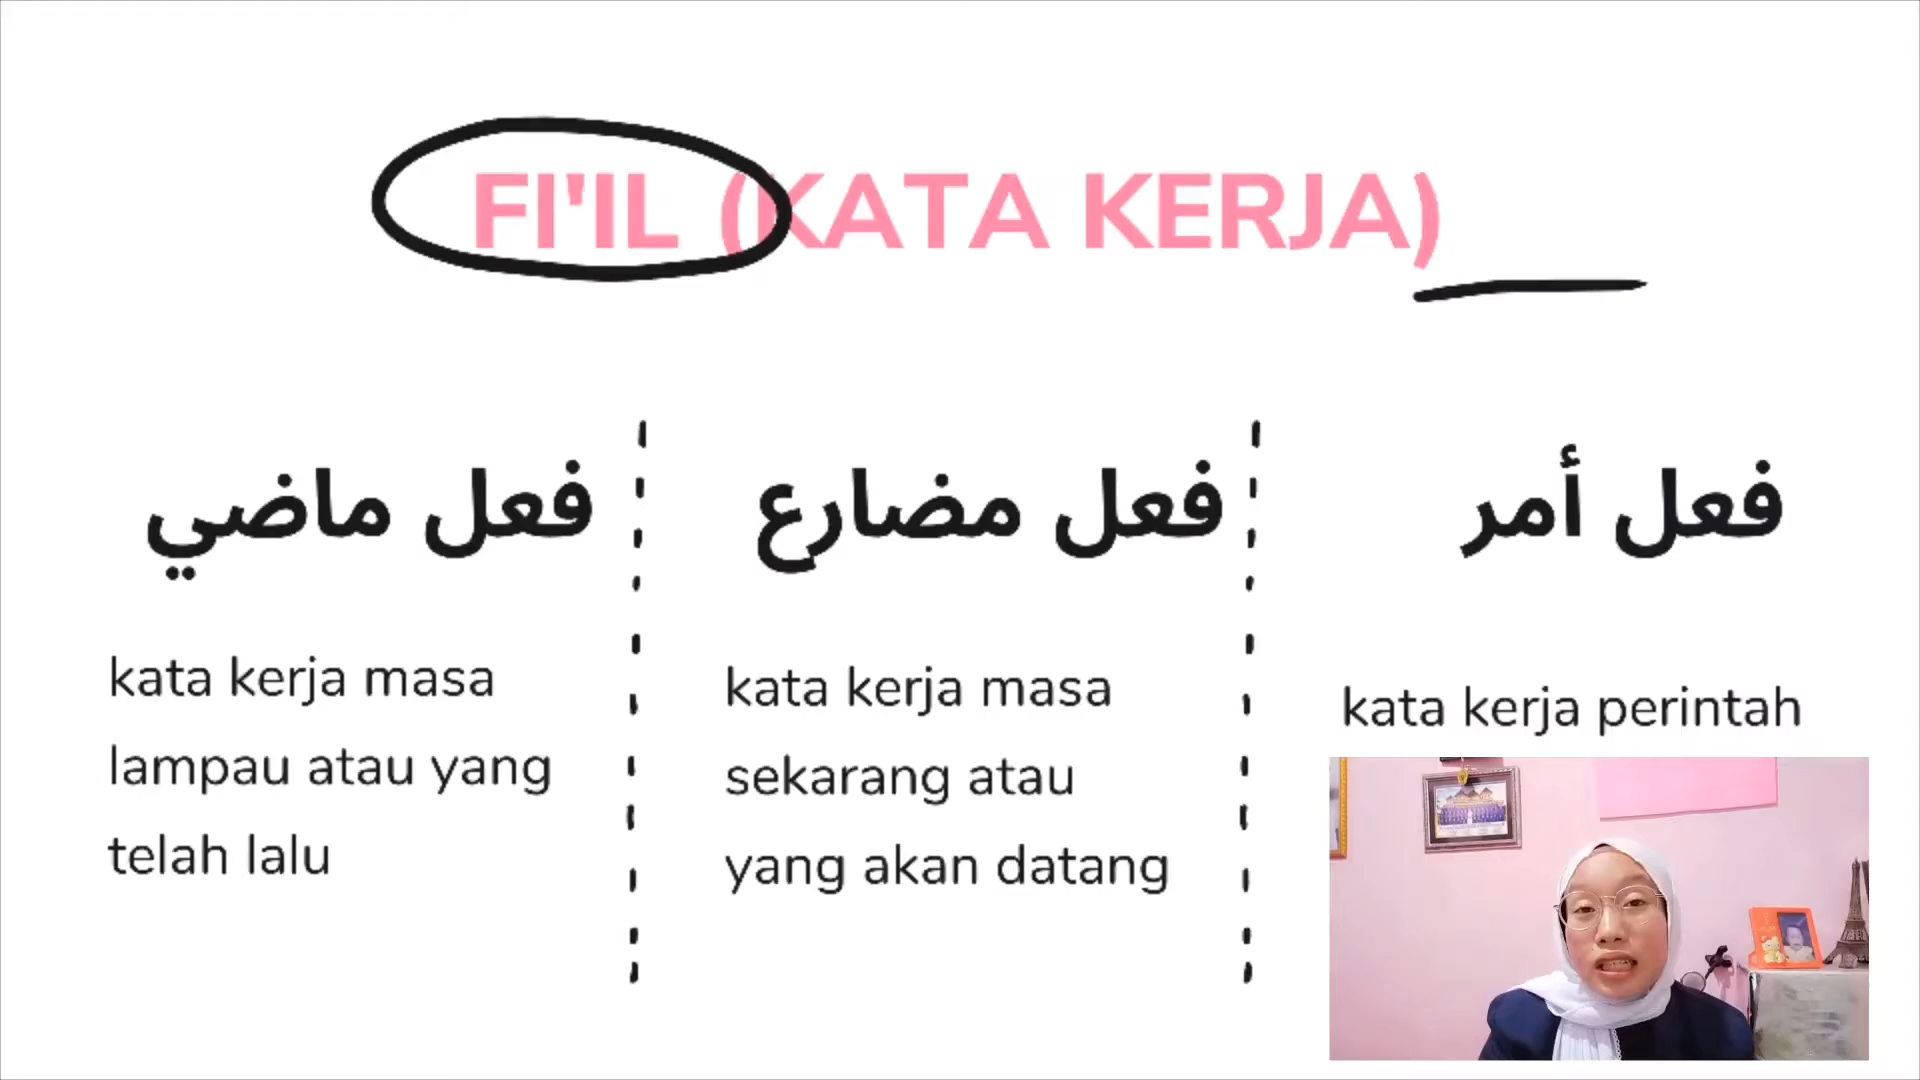 FI'IL (KATA KERJA)
فعل ماضي
kata kerja masa
lampau atau yang
telah lalu
فعل مضارع
kata kerja masa
sekarang atau
yang akan datang
فعل أمر
kata kerja perintah